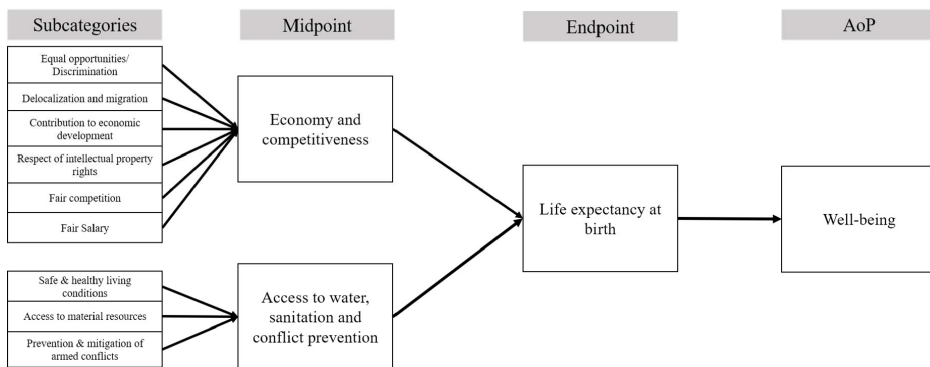 Subcategories
Midpoint
Endpoint
AoP
Equal opportunities/
Discrimination
Delocalization and migration
Contribution to economic
development
Respect of intellectual property
rights
Fair competition
Fair Salary
Economy and
competitiveness
Safe & healthy living
conditions
Access to material resources
Prevention & mitigation of
armed conflicts
Access to water,
sanitation and
conflict prevention
Life expectancy at
birth
Well-being